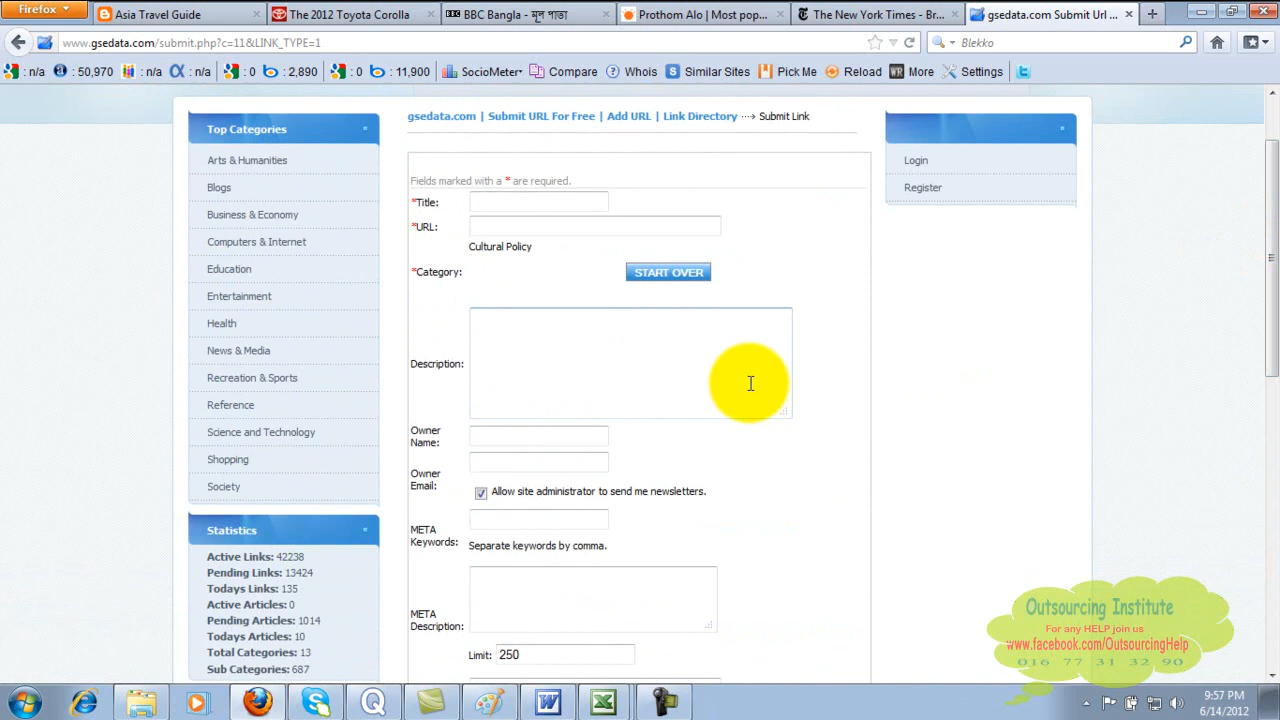 Firefox
Asia Travel Guide
The 2012 Toyota Corolla
BBC Bangla - মূল পাতা
Prothom Alo | Most pop...
The New York Times - Br...
gsedata.com Submit Url ...
www.gsedata.com/submit.php?c=11&LINK_TYPE=1
Blekko
: n/a : 50,970 : n/a : n/a : 0 : 2,890 : 0 : 11,900 SocioMeter Compare Whois Similar Sites Pick Me Reload More Settings
gsedata.com | Submit URL For Free | Add URL | Link Directory ···→ Submit Link
Top Categories
Arts & Humanities
Blogs
Business & Economy
Computers & Internet
Education
Entertainment
Health
News & Media
Recreation & Sports
Reference
Science and Technology
Shopping
Society
Statistics
Active Links: 42238
Pending Links: 13424
Todays Links: 135
Active Articles: 0
Pending Articles: 1014
Todays Articles: 10
Total Categories: 13
Sub Categories: 687
Fields marked with a * are required.
*Title:
*URL:
Cultural Policy
*Category:
START OVER
Description:
Owner
Name:
Owner
Email:
Allow site administrator to send me newsletters.
META
Keywords:
Separate keywords by comma.
META
Description:
Limit: 250
Login
Register
Outsourcing Institute
For any HELP join us
www.facebook.com/OutsourcingHelp
016 77 31 32 90
9:57 PM
6/14/2012